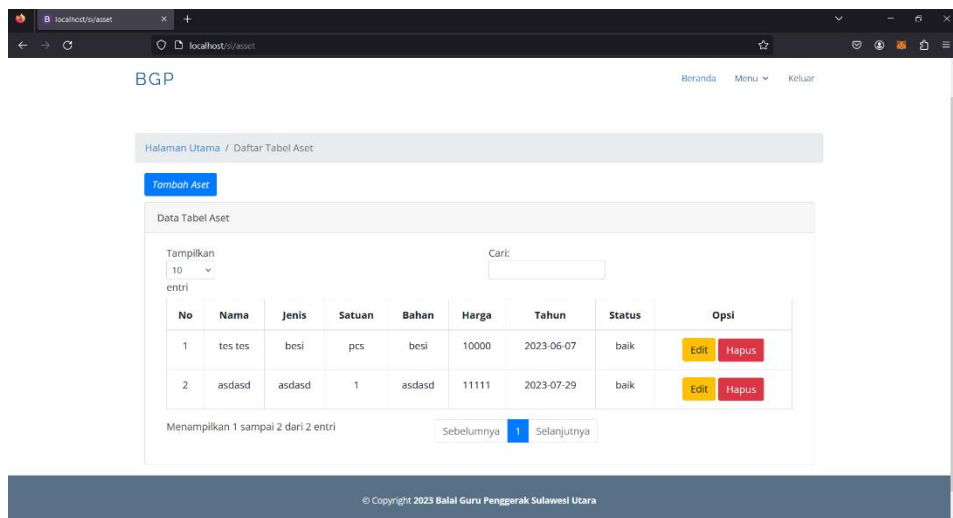 localhost/si/asset
localhost/si/asset
BGP
Beranda Menu Keluar
Halaman Utama / Daftar Tabel Aset
Tambah Aset
Data Tabel Aset
Tampilkan
10
entri
Cari:
No Nama Jenis Satuan Bahan Harga Tahun Status Opsi
1 tes tes besi pcs besi 10000 2023-06-07 baik Edit Hapus
2 asdasd asdasd 1 asdasd 11111 2023-07-29 baik Edit Hapus
Menampilkan 1 sampai 2 dari 2 entri
Sebelumnya 1 Selanjutnya
© Copyright 2023 Balai Guru Penggerak Sulawesi Utara